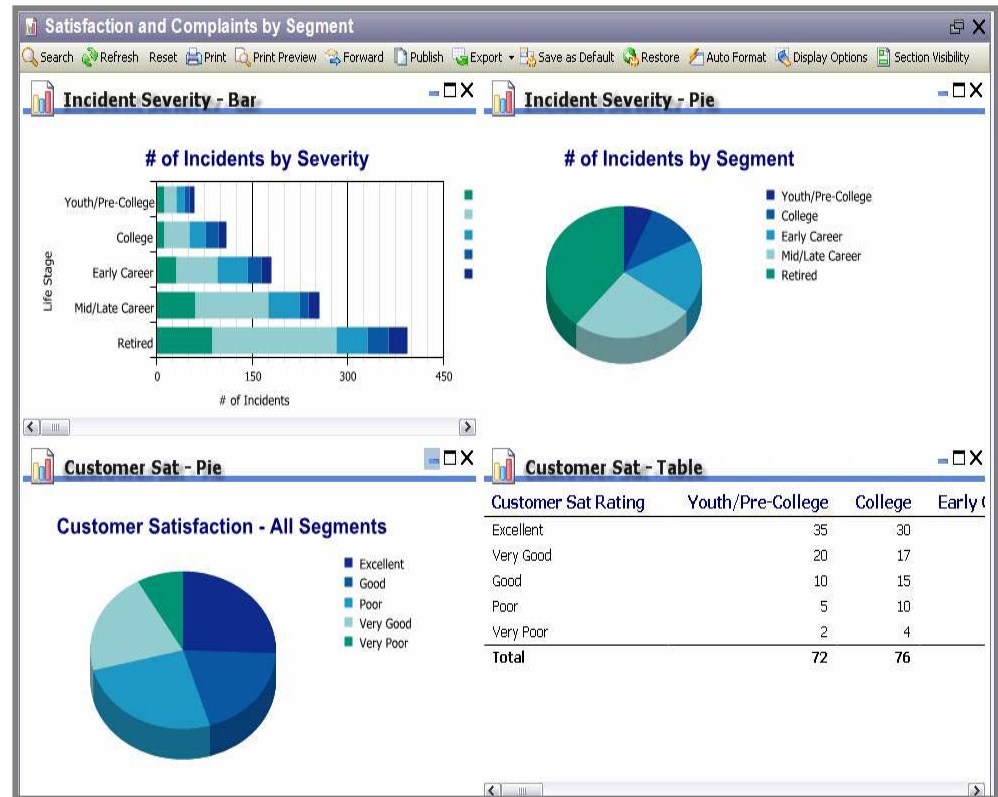 Satisfaction and Complaints by Segment
Search Refresh Reset Print Print Preview Forward Publish Export Save as Default Restore Auto Format Display Options Section Visibility
Incident Severity - Bar
# of Incidents by Severity
Life Stage
Youth/Pre-College
College
Early Career
Mid/Late Career
Retired
0 150 300 450
# of Incidents
Incident Severity - Pie
# of Incidents by Segment
Youth/Pre-College
College
Early Career
Mid/Late Career
Retired
Customer Sat - Pie
Customer Satisfaction - All Segments
Excellent
Good
Poor
Very Good
Very Poor
Customer Sat - Table
Customer Sat Rating Youth/Pre-College College Early
Excellent 35 30
Very Good 20 17
Good 10 15
Poor 5 10
Very Poor 2 4
Total 72 76